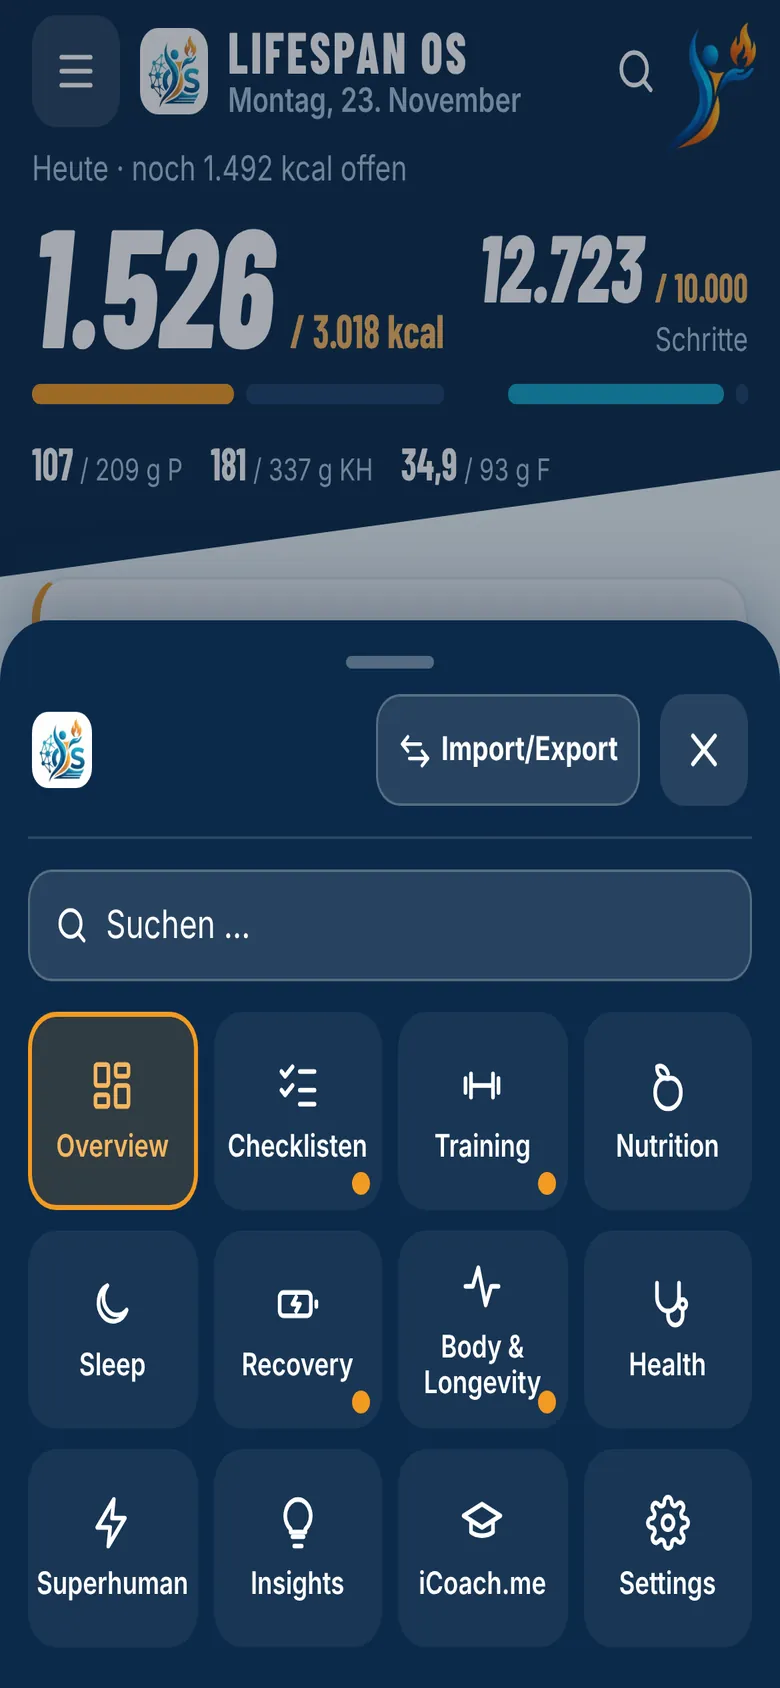 LIFESPAN OS
Montag, 23. November
Heute · noch 1.492 kcal offen
1.526 / 3.018 kcal
12.723 / 10.000
Schritte
107 / 209 g P 181 / 337 g KH 34,9 / 93 g F
Import/Export
Suchen ...
Overview
Checklisten
Training
Nutrition
Sleep
Recovery
Body &
Longevity
Health
Superhuman
Insights
iCoach.me
Settings